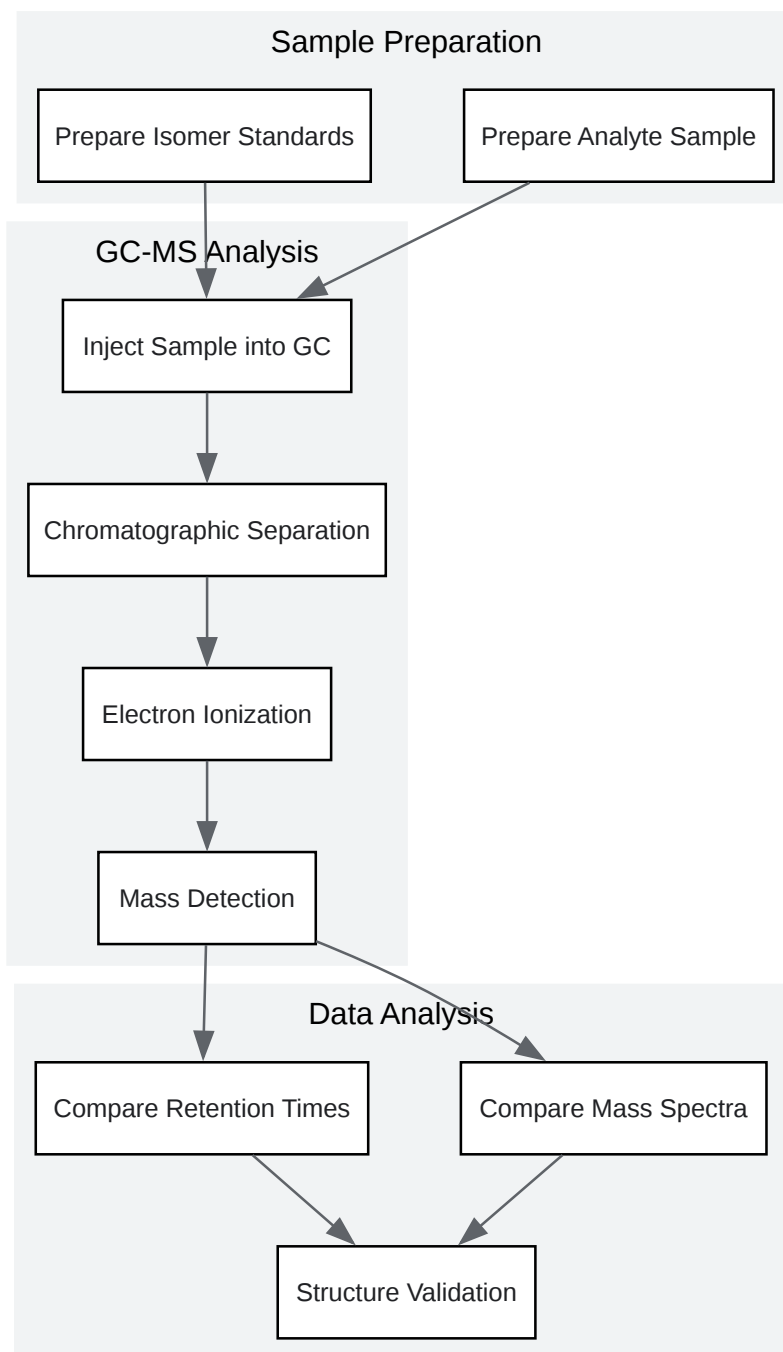 Sample Preparation
Prepare Isomer Standards
Prepare Analyte Sample
GC-MS Analysis
Inject Sample into GC
Chromatographic Separation
Electron Ionization
Mass Detection
Data Analysis
Compare Retention Times
Compare Mass Spectra
Structure Validation